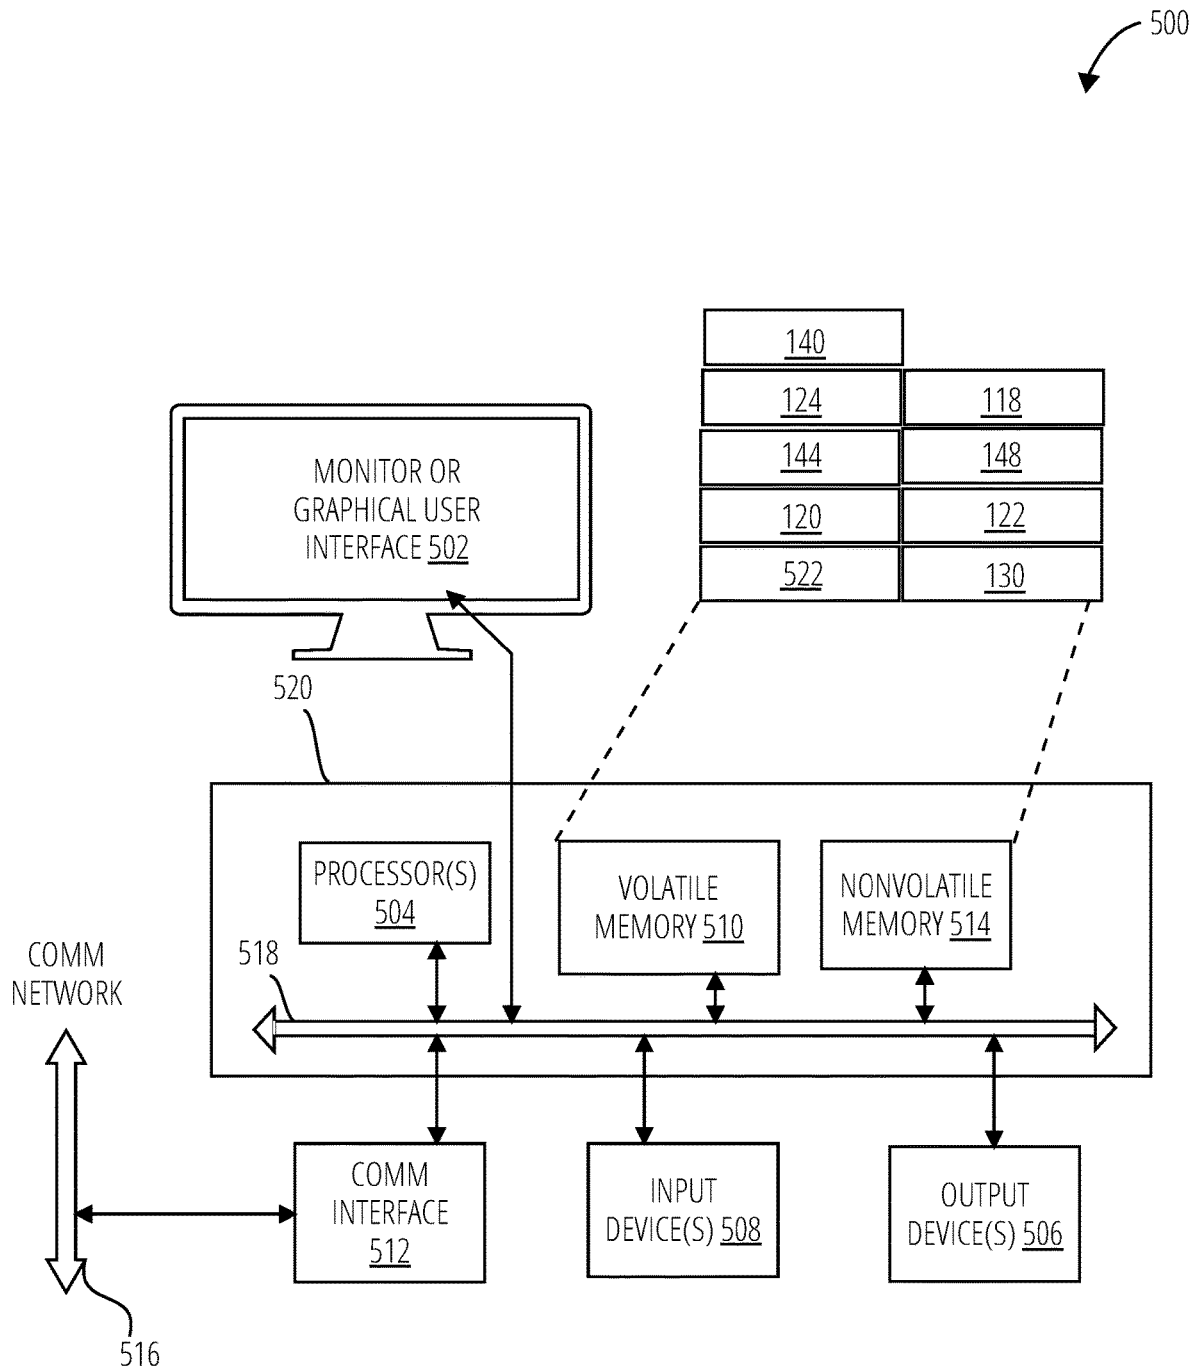 500
140
124 118
144 148
120 122
522 130
MONITOR OR
GRAPHICAL USER
INTERFACE 502
520
PROCESSOR(S)
504
VOLATILE
MEMORY 510
NONVOLATILE
MEMORY 514
518
COMM
NETWORK
COMM
INTERFACE
512
INPUT
DEVICE(S) 508
OUTPUT
DEVICE(S) 506
516